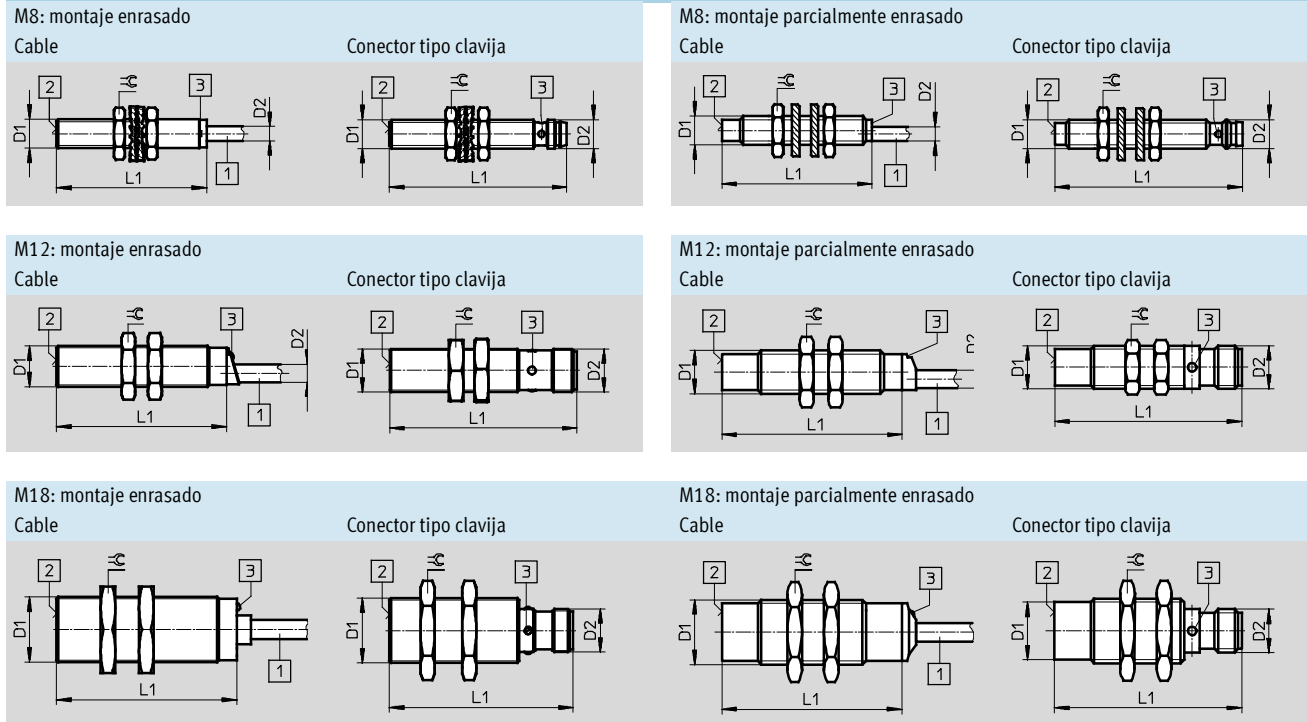 M8: montaje enrasado
Cable Conector tipo clavija
2 3 D1 D2 L1 1
2 3 D1 D2 L1
M8: montaje parcialmente enrasado
Cable Conector tipo clavija
2 3 D1 D2 L1 1
2 3 D1 D2 L1
M12: montaje enrasado
Cable Conector tipo clavija
2 3 D1 D2 L1 1
2 3 D1 D2 L1
M12: montaje parcialmente enrasado
Cable Conector tipo clavija
2 3 D1 L1 1
2 3 D1 D2 L1
M18: montaje enrasado
Cable Conector tipo clavija
2 3 D1 L1 1
2 3 D1 D2 L1
M18: montaje parcialmente enrasado
Cable Conector tipo clavija
2 3 D1 L1 1
2 3 D1 D2 L1